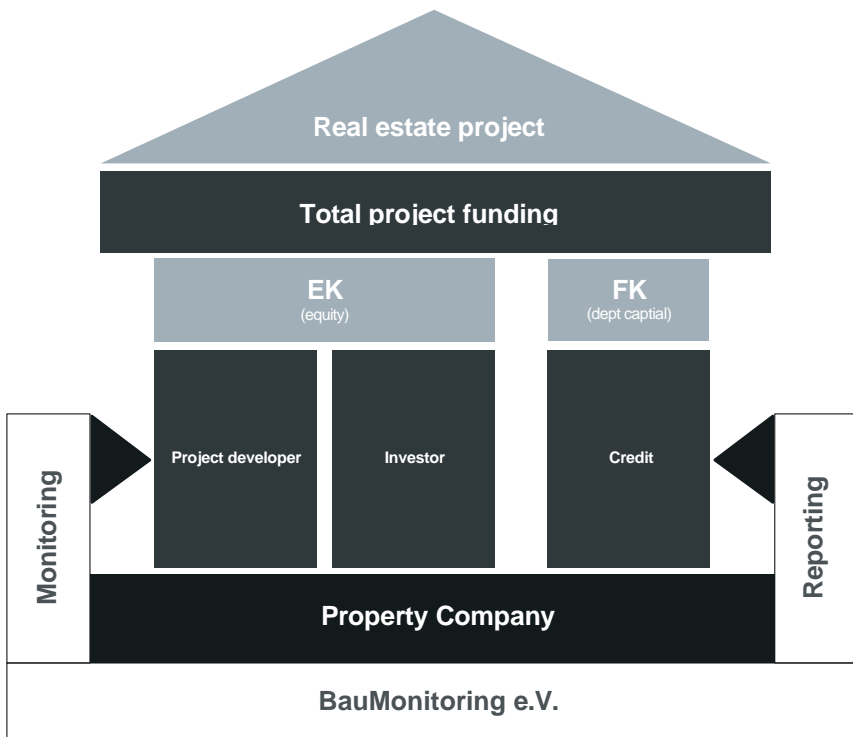 Real estate project
Total project funding
EK
(equity)
FK
(dept captial)
Project developer
Investor
Credit
Monitoring
Reporting
Property Company
BauMonitoring e.V.